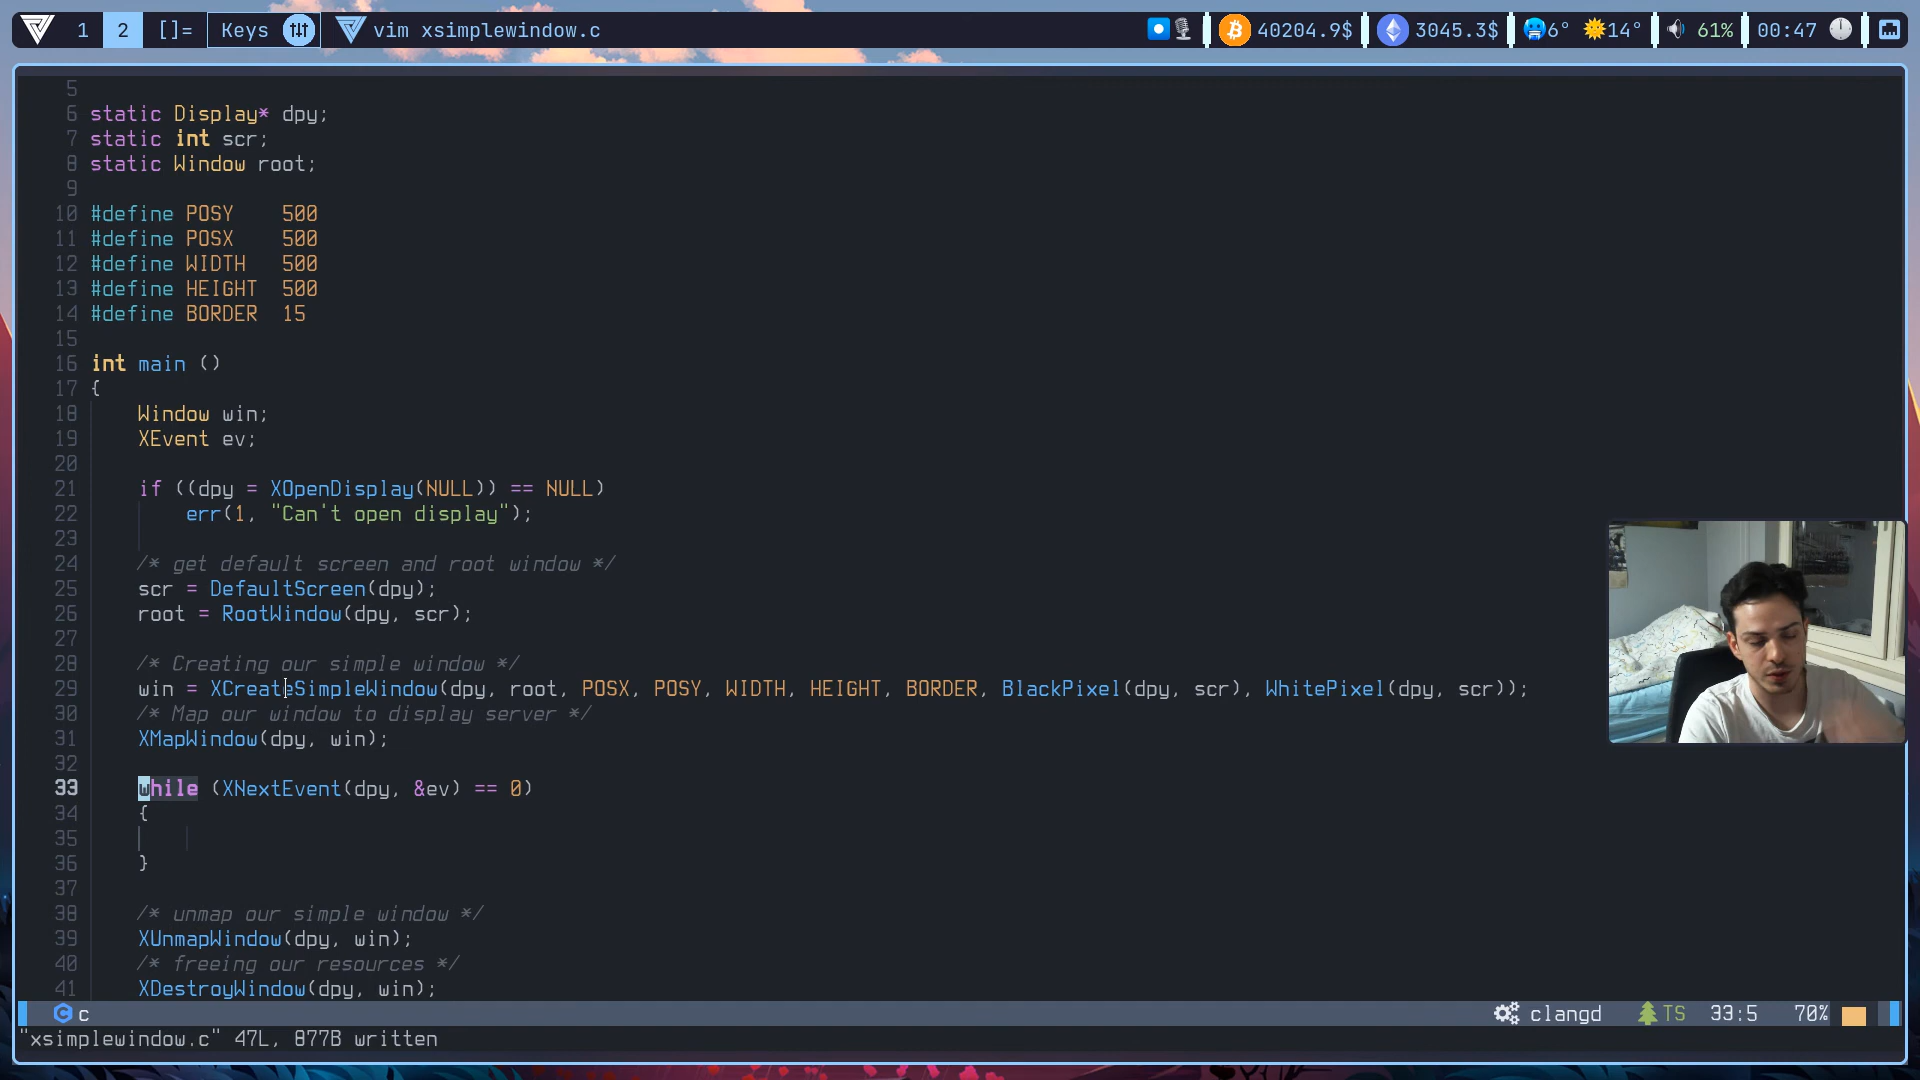 1 2 []= Keys vim xsimplewindow.c 40204.9$ 3045.3$ 6° 14° 61% 00:47
5
6 static Display* dpy;
7 static int scr;
8 static Window root;
9
10 #define POSY    500
11 #define POSX    500
12 #define WIDTH   500
13 #define HEIGHT  500
14 #define BORDER  15
15
16 int main ()
17 {
18     Window win;
19     XEvent ev;
20
21     if ((dpy = XOpenDisplay(NULL)) == NULL)
22         err(1, "Can't open display");
23
24     /* get default screen and root window */
25     scr = DefaultScreen(dpy);
26     root = RootWindow(dpy, scr);
27
28     /* Creating our simple window */
29     win = XCreateSimpleWindow(dpy, root, POSX, POSY, WIDTH, HEIGHT, BORDER, BlackPixel(dpy, scr), WhitePixel(dpy, scr));
30     /* Map our window to display server */
31     XMapWindow(dpy, win);
32
33     while (XNextEvent(dpy, &ev) == 0)
34     {
35
36     }
37
38     /* unmap our simple window */
39     XUnmapWindow(dpy, win);
40     /* freeing our resources */
41     XDestroyWindow(dpy, win);
c clangd TS 33:5 70%
"xsimplewindow.c" 47L, 877B written